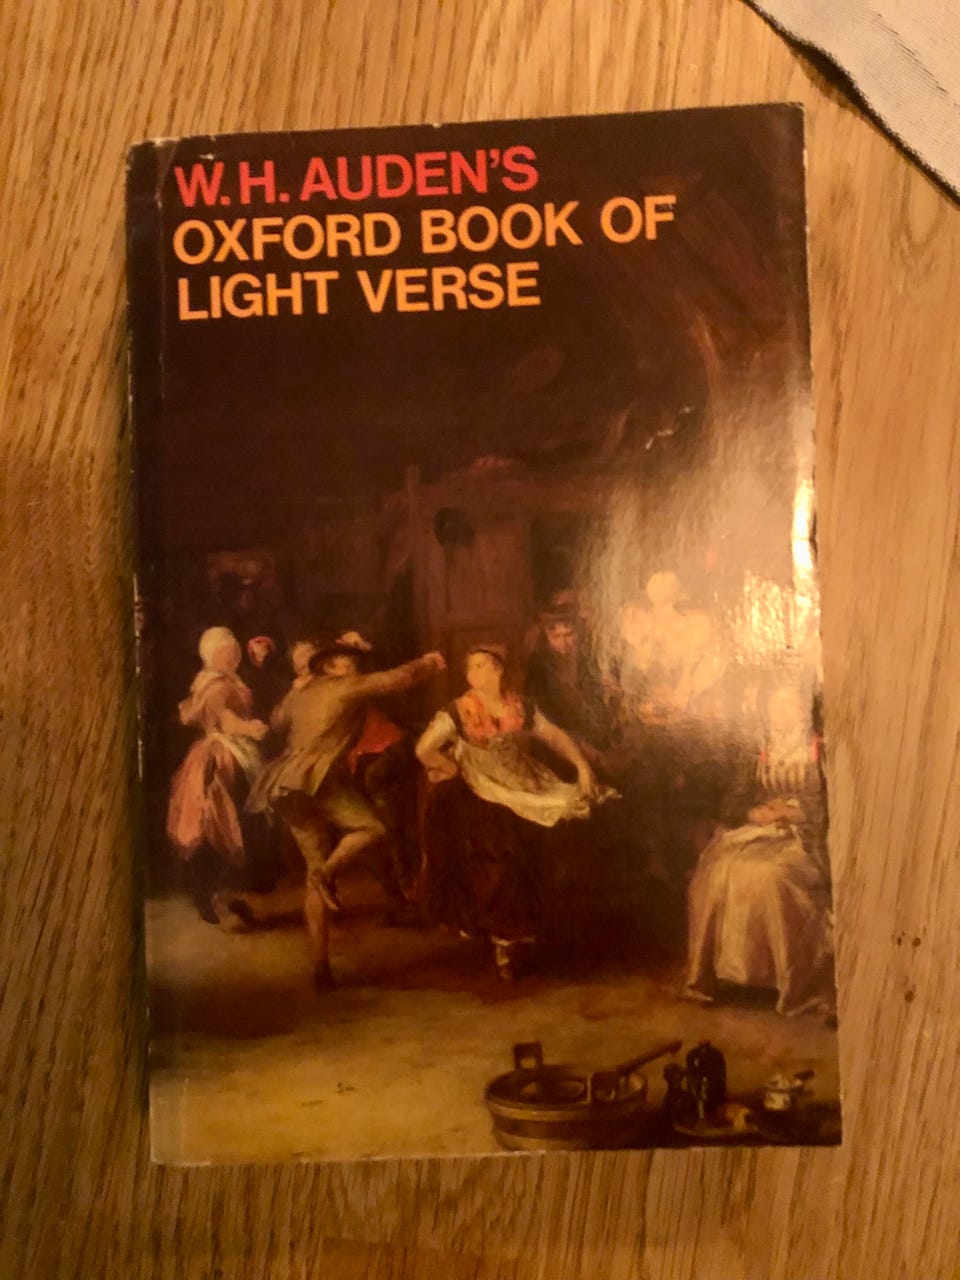 W.H. AUDEN'S
OXFORD BOOK OF
LIGHT VERSE